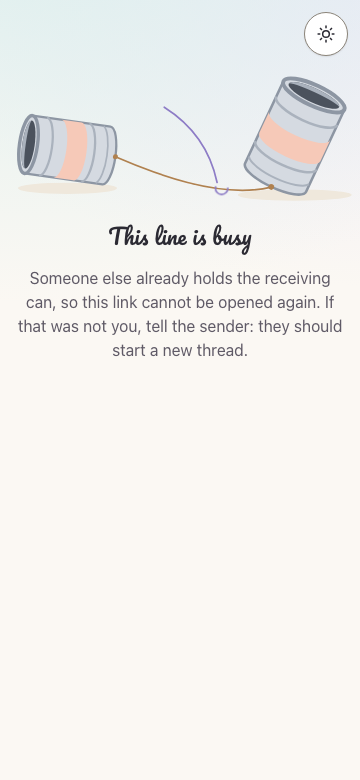 This line is busy
Someone else already holds the receiving
can, so this link cannot be opened again. If
that was not you, tell the sender: they should
start a new thread.